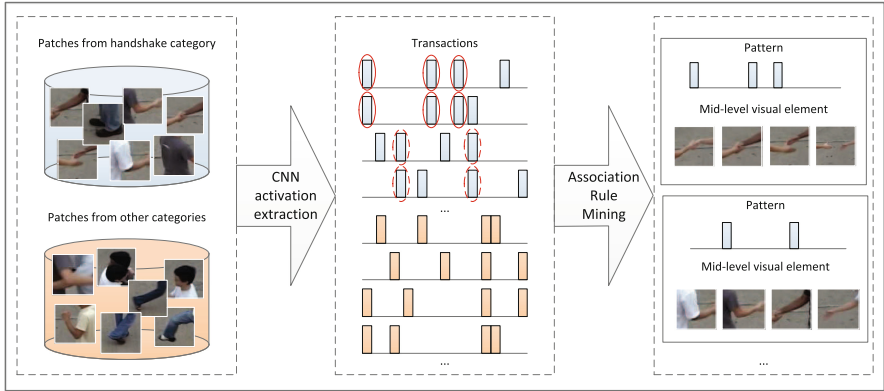 Patches from handshake category
Patches from other categories
CNN
activation
extraction
Transactions
...
...
Association
Rule
Mining
Pattern
Mid-level visual element
Pattern
Mid-level visual element
...